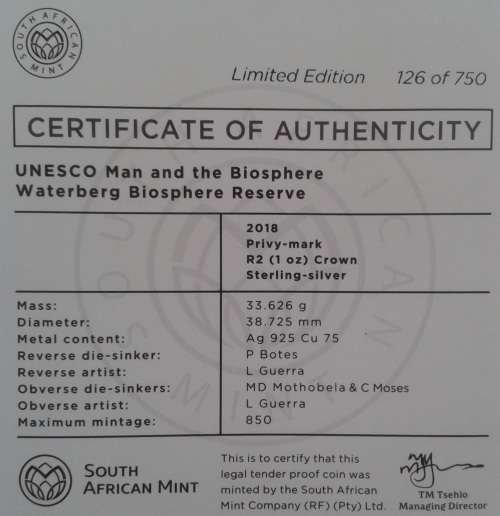 SOUTH AFRICAN MINT
Limited Edition 126 of 750
CERTIFICATE OF AUTHENTICITY
UNESCO Man and the Biosphere
Waterberg Biosphere Reserve
2018
Privy-mark
R2 (1 oz) Crown
Sterling-silver
Mass: 33.626 g
Diameter: 38.725 mm
Metal content: Ag 925 Cu 75
Reverse die-sinker: P Botes
Reverse artist: L Guerra
Obverse die-sinkers: MD Mothobela & C Moses
Obverse artist: L Guerra
Maximum mintage: 850
SOUTH AFRICAN MINT
SOUTH
AFRICAN MINT
This is to certify that this
legal tender proof coin was
minted by the South African
Mint Company (RF) (Pty) Ltd.
TM Tsehlo
Managing Director